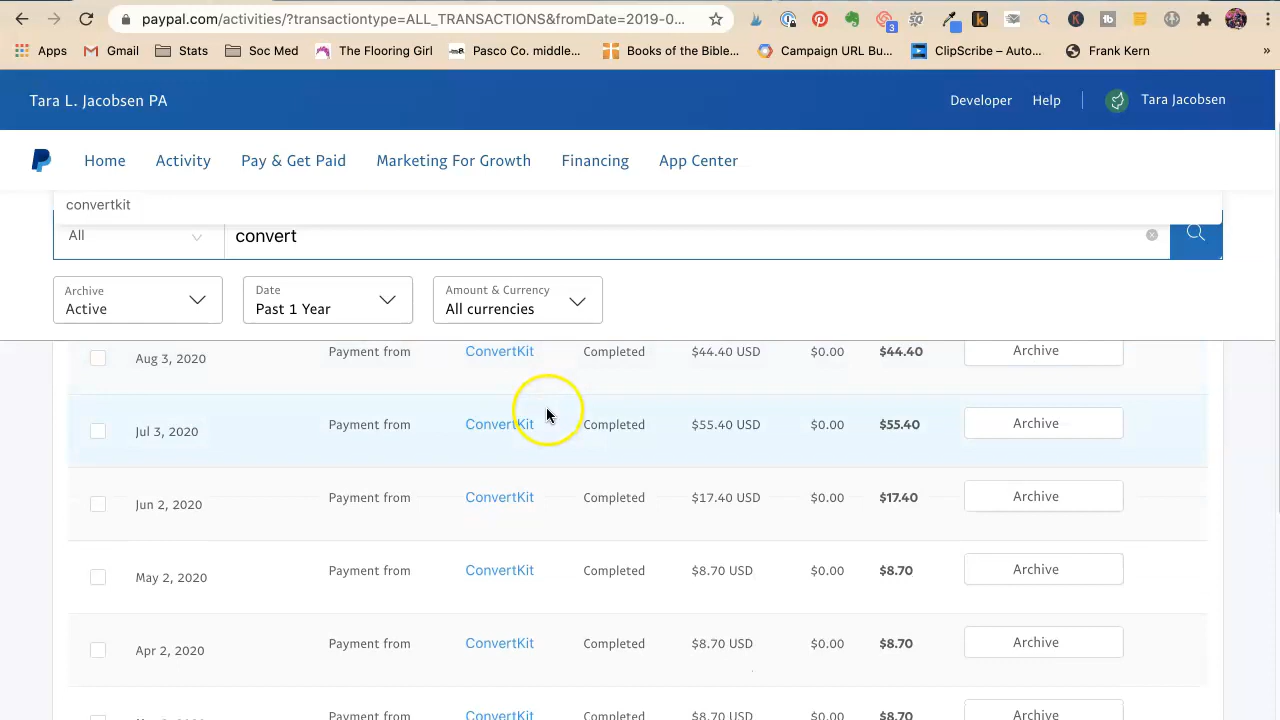 paypal.com/activities/?transactiontype=ALL_TRANSACTIONS&fromDate=2019-0...
3
Apps Gmail Stats Soc Med The Flooring Girl Pasco Co. middle... Books of the Bible... Campaign URL Bu... ClipScribe – Auto... Frank Kern »
Tara L. Jacobsen PA Developer Help Tara Jacobsen
Home Activity Pay & Get Paid Marketing For Growth Financing App Center
convertkit
All convert
Archive Date Amount & Currency
Active Past 1 Year All currencies
Aug 3, 2020 Payment from ConvertKit Completed $44.40 USD $0.00 $44.40 Archive
Jul 3, 2020 Payment from ConvertKit Completed $55.40 USD $0.00 $55.40 Archive
Jun 2, 2020 Payment from ConvertKit Completed $17.40 USD $0.00 $17.40 Archive
May 2, 2020 Payment from ConvertKit Completed $8.70 USD $0.00 $8.70 Archive
Apr 2, 2020 Payment from ConvertKit Completed $8.70 USD $0.00 $8.70 Archive
Payment from ConvertKit Completed $8.70 USD $0.00 $8.70 Archive